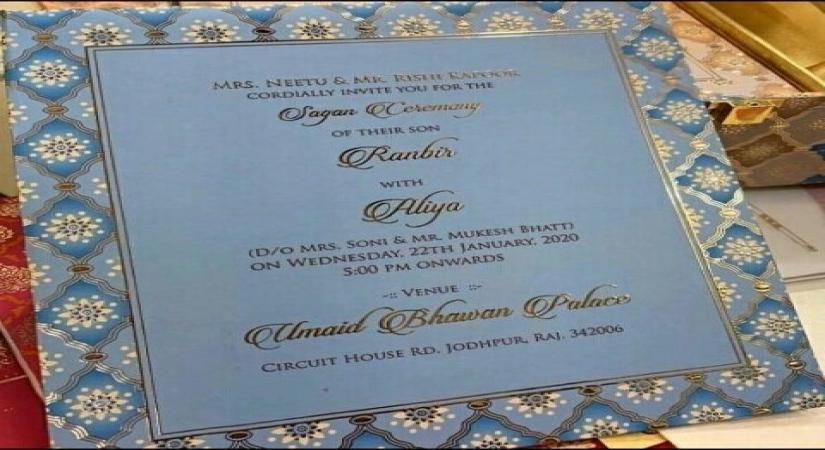 Mrs. Neetu & Mr. Rishi Kapoor
cordially invite you for the
Sagan Ceremony
of their son
Ranbir
with
Aliya
(D/o Mrs. Soni & Mr. Mukesh Bhatt)
on Wednesday, 22th January, 2020
5:00 pm onwards
-:: Venue ::-
Umaid Bhawan Palace
Circuit House Rd, Jodhpur, Raj. 342006